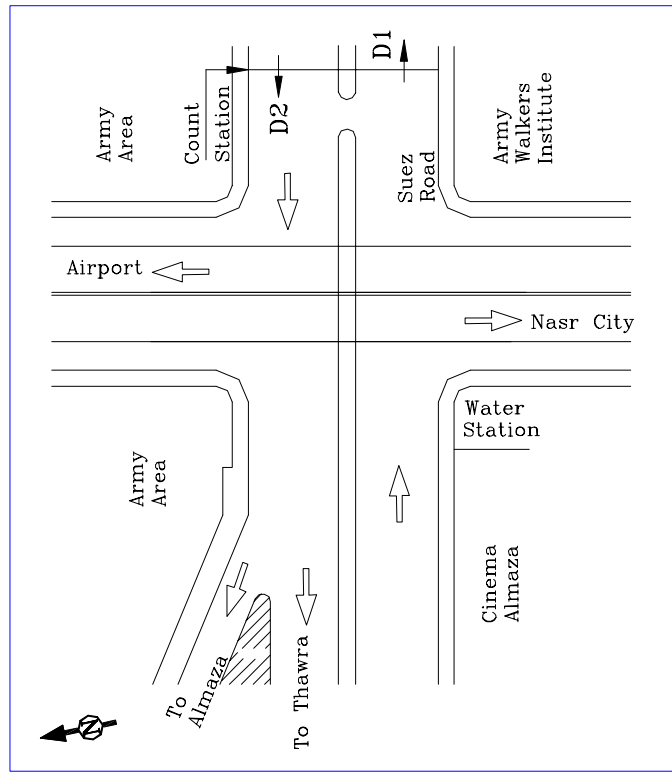 D1
D2
Army
Area
Count
Station
Suez
Road
Army
Walkers
Institute
Airport
Nasr City
Water
Station
Army
Area
Cinema
Almaza
To
Almaza
To Thawra
N